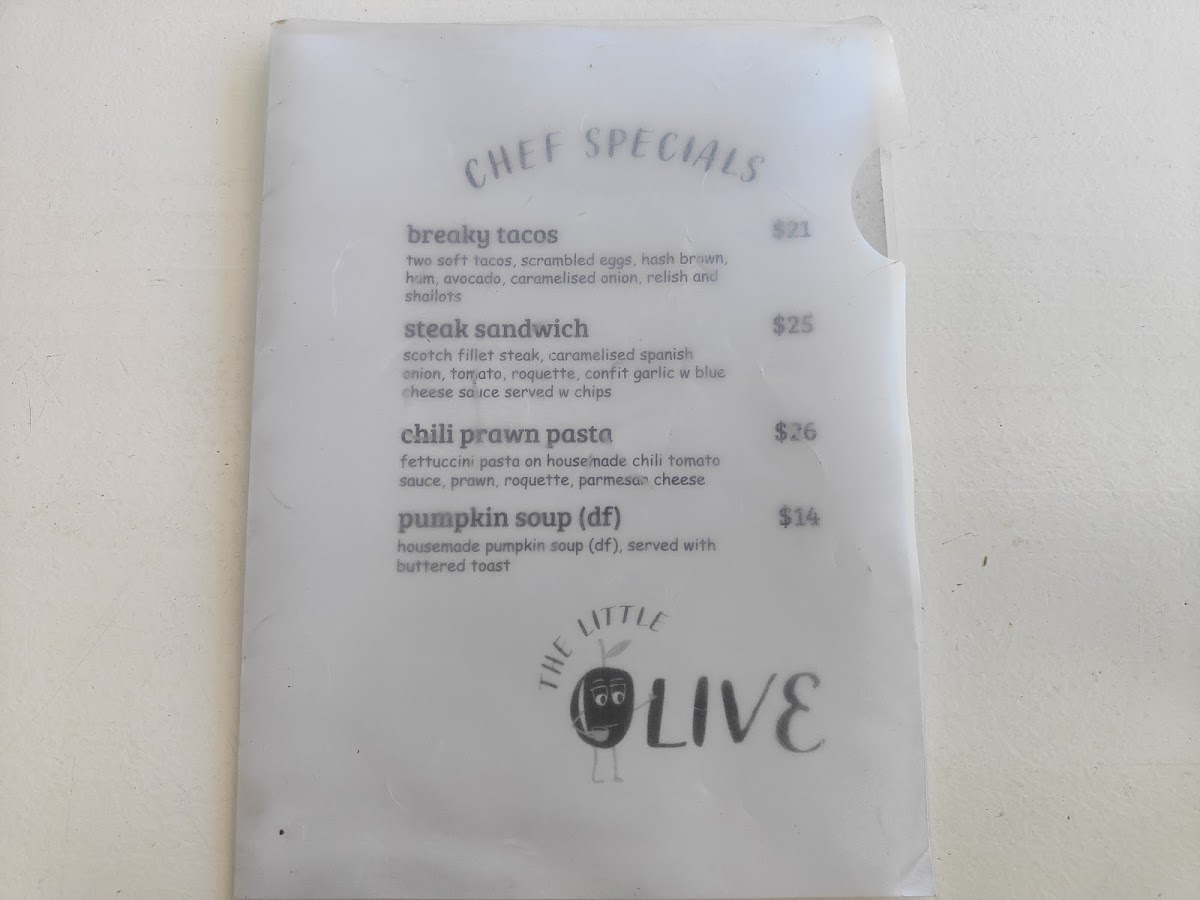 CHEF SPECIALS
breaky tacos $21
two soft tacos, scrambled eggs, hash brown,
ham, avocado, caramelised onion, relish and
shallots
steak sandwich $25
scotch fillet steak, caramelised spanish
onion, tomato, roquette, confit garlic w blue
cheese sauce served w chips
chili prawn pasta $26
fettuccini pasta on housemade chili tomato
sauce, prawn, roquette, parmesan cheese
pumpkin soup (df) $14
housemade pumpkin soup (df), served with
buttered toast
THE LITTLE
OLIVE